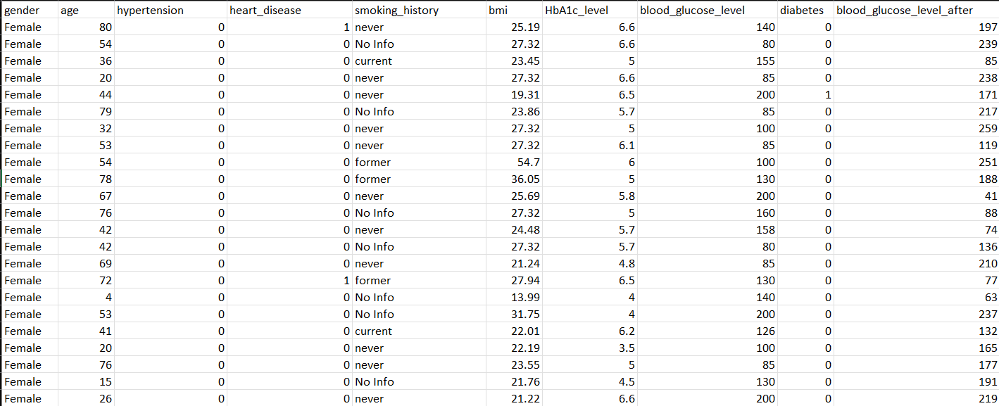 gender age hypertension heart_disease smoking_history bmi HbA1c_level blood_glucose_level diabetes blood_glucose_level_after
Female 80 0 1 never 25.19 6.6 140 0 197
Female 54 0 0 No Info 27.32 6.6 80 0 239
Female 36 0 0 current 23.45 5 155 0 85
Female 20 0 0 never 27.32 6.6 85 0 238
Female 44 0 0 never 19.31 6.5 200 1 171
Female 79 0 0 No Info 23.86 5.7 85 0 217
Female 32 0 0 never 27.32 5 100 0 259
Female 53 0 0 never 27.32 6.1 85 0 119
Female 54 0 0 former 54.7 6 100 0 251
Female 78 0 0 former 36.05 5 130 0 188
Female 67 0 0 never 25.69 5.8 200 0 41
Female 76 0 0 No Info 27.32 5 160 0 88
Female 42 0 0 never 24.48 5.7 158 0 74
Female 42 0 0 No Info 27.32 5.7 80 0 136
Female 69 0 0 never 21.24 4.8 85 0 210
Female 72 0 1 former 27.94 6.5 130 0 77
Female 4 0 0 No Info 13.99 4 140 0 63
Female 53 0 0 No Info 31.75 4 200 0 237
Female 41 0 0 current 22.01 6.2 126 0 132
Female 20 0 0 never 22.19 3.5 100 0 165
Female 76 0 0 never 23.55 5 85 0 177
Female 15 0 0 No Info 21.76 4.5 130 0 191
Female 26 0 0 never 21.22 6.6 200 0 219